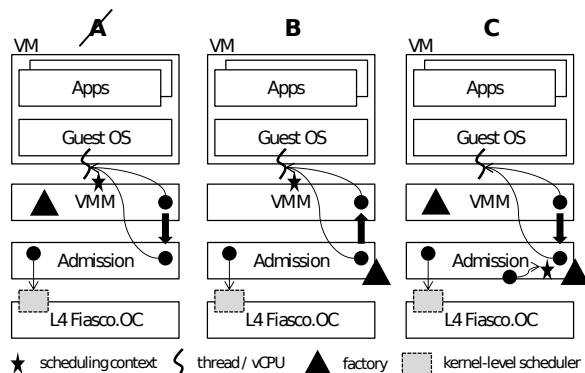 A B C
VM VM VM
Apps Apps Apps
Guest OS Guest OS Guest OS
VMM VMM VMM
Admission Admission Admission
L4 Fiasco.OC L4 Fiasco.OC L4 Fiasco.OC
scheduling context thread / vCPU factory kernel-level scheduler